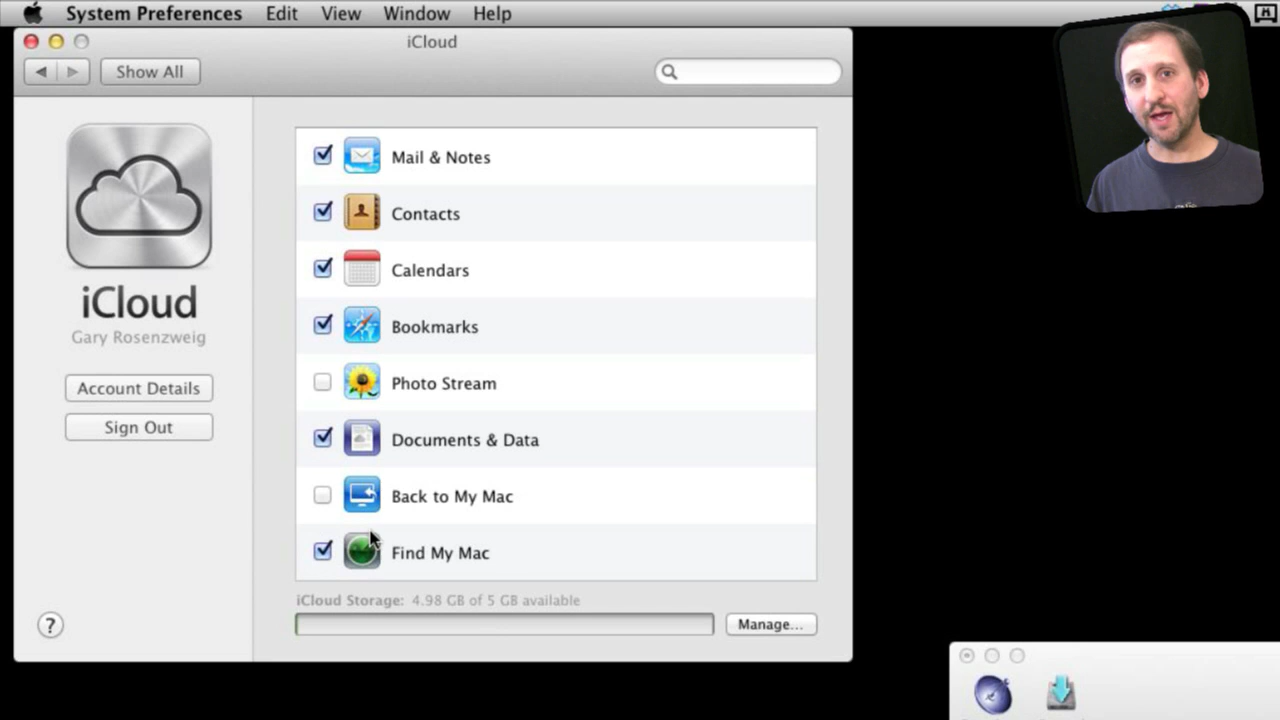 System Preferences Edit View Window Help
iCloud
Show All
Mail & Notes
Contacts
Calendars
Bookmarks
Photo Stream
Documents & Data
Back to My Mac
Find My Mac
iCloud
Gary Rosenzweig
Account Details
Sign Out
iCloud Storage: 4.98 GB of 5 GB available
Manage...
?